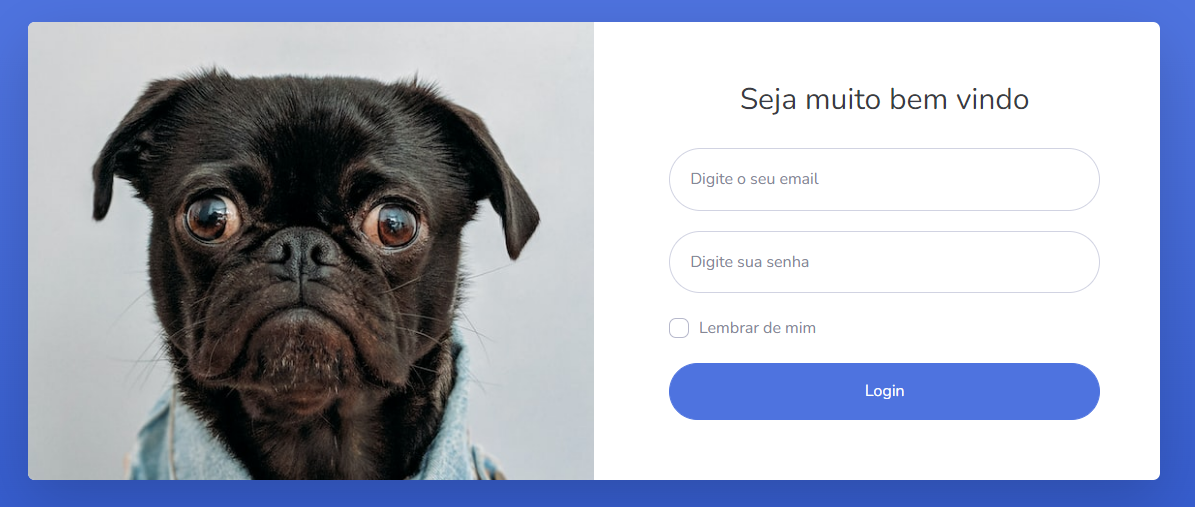 Seja muito bem vindo
Digite o seu email
Digite sua senha
Lembrar de mim
Login